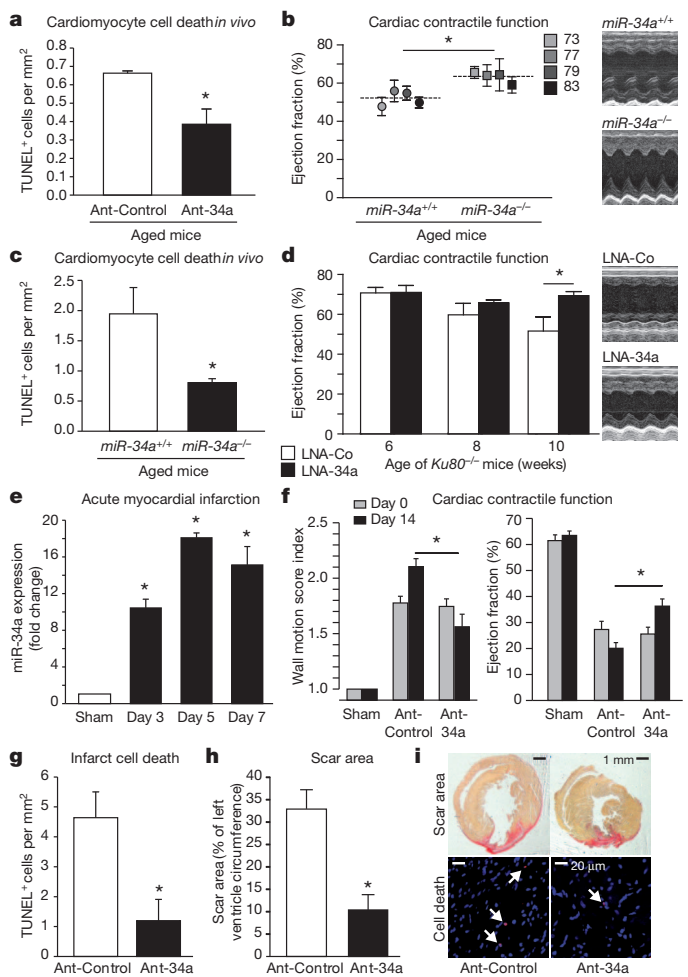 a
Cardiomyocyte cell death in vivo
TUNEL⁺ cells per mm²
0.8
0.7
0.6
0.5
0.4
0.3
0.2
0.1
0.0
*
Ant-Control Ant-34a
Aged mice
b
Cardiac contractile function
Ejection fraction (%)
80
60
40
20
0
*
73
77
79
83
miR-34a⁺/⁺ miR-34a⁻/⁻
Aged mice
miR-34a⁺/⁺
miR-34a⁻/⁻
c
Cardiomyocyte cell death in vivo
TUNEL⁺ cells per mm²
2.5
2.0
1.5
1.0
0.5
0.0
*
miR-34a⁺/⁺ miR-34a⁻/⁻
Aged mice
d
Cardiac contractile function
Ejection fraction (%)
80
60
40
20
0
*
6 8 10
Age of Ku80⁻/⁻ mice (weeks)
LNA-Co
LNA-34a
LNA-Co
LNA-34a
e
Acute myocardial infarction
miR-34a expression
(fold change)
20
16
12
8
4
0
*
*
*
Sham Day 3 Day 5 Day 7
f
Cardiac contractile function
Day 0
Day 14
Wall motion score index
2.5
2.0
1.5
1.0
*
Sham Ant-Control Ant-34a
Ejection fraction (%)
70
60
50
40
30
20
10
0
*
Sham Ant-Control Ant-34a
g
Infarct cell death
TUNEL⁺ cells per mm²
6
5
4
3
2
1
0
*
Ant-Control Ant-34a
h
Scar area
Scar area (% of left
ventricle circumference)
40
35
30
25
20
15
10
5
0
*
Ant-Control Ant-34a
i
Scar area
1 mm
Cell death
20 μm
Ant-Control Ant-34a